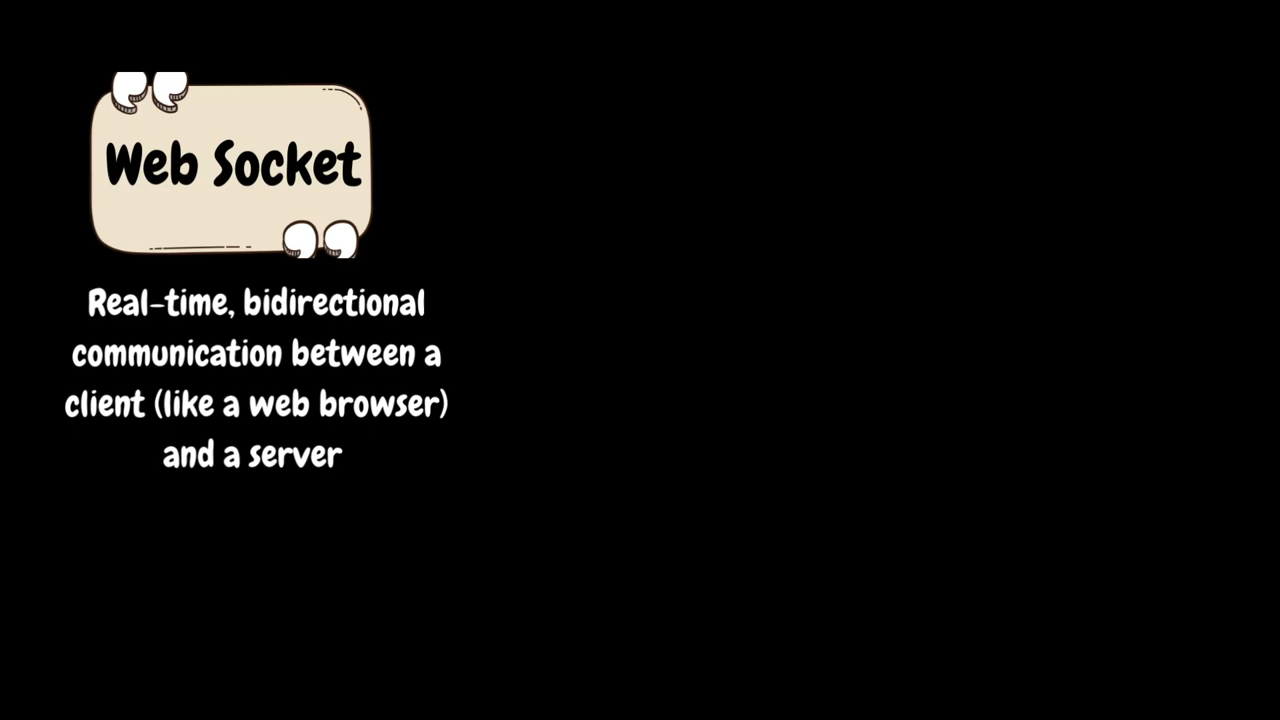 Web Socket
Real-time, bidirectional
communication between a
client (like a web browser)
and a server